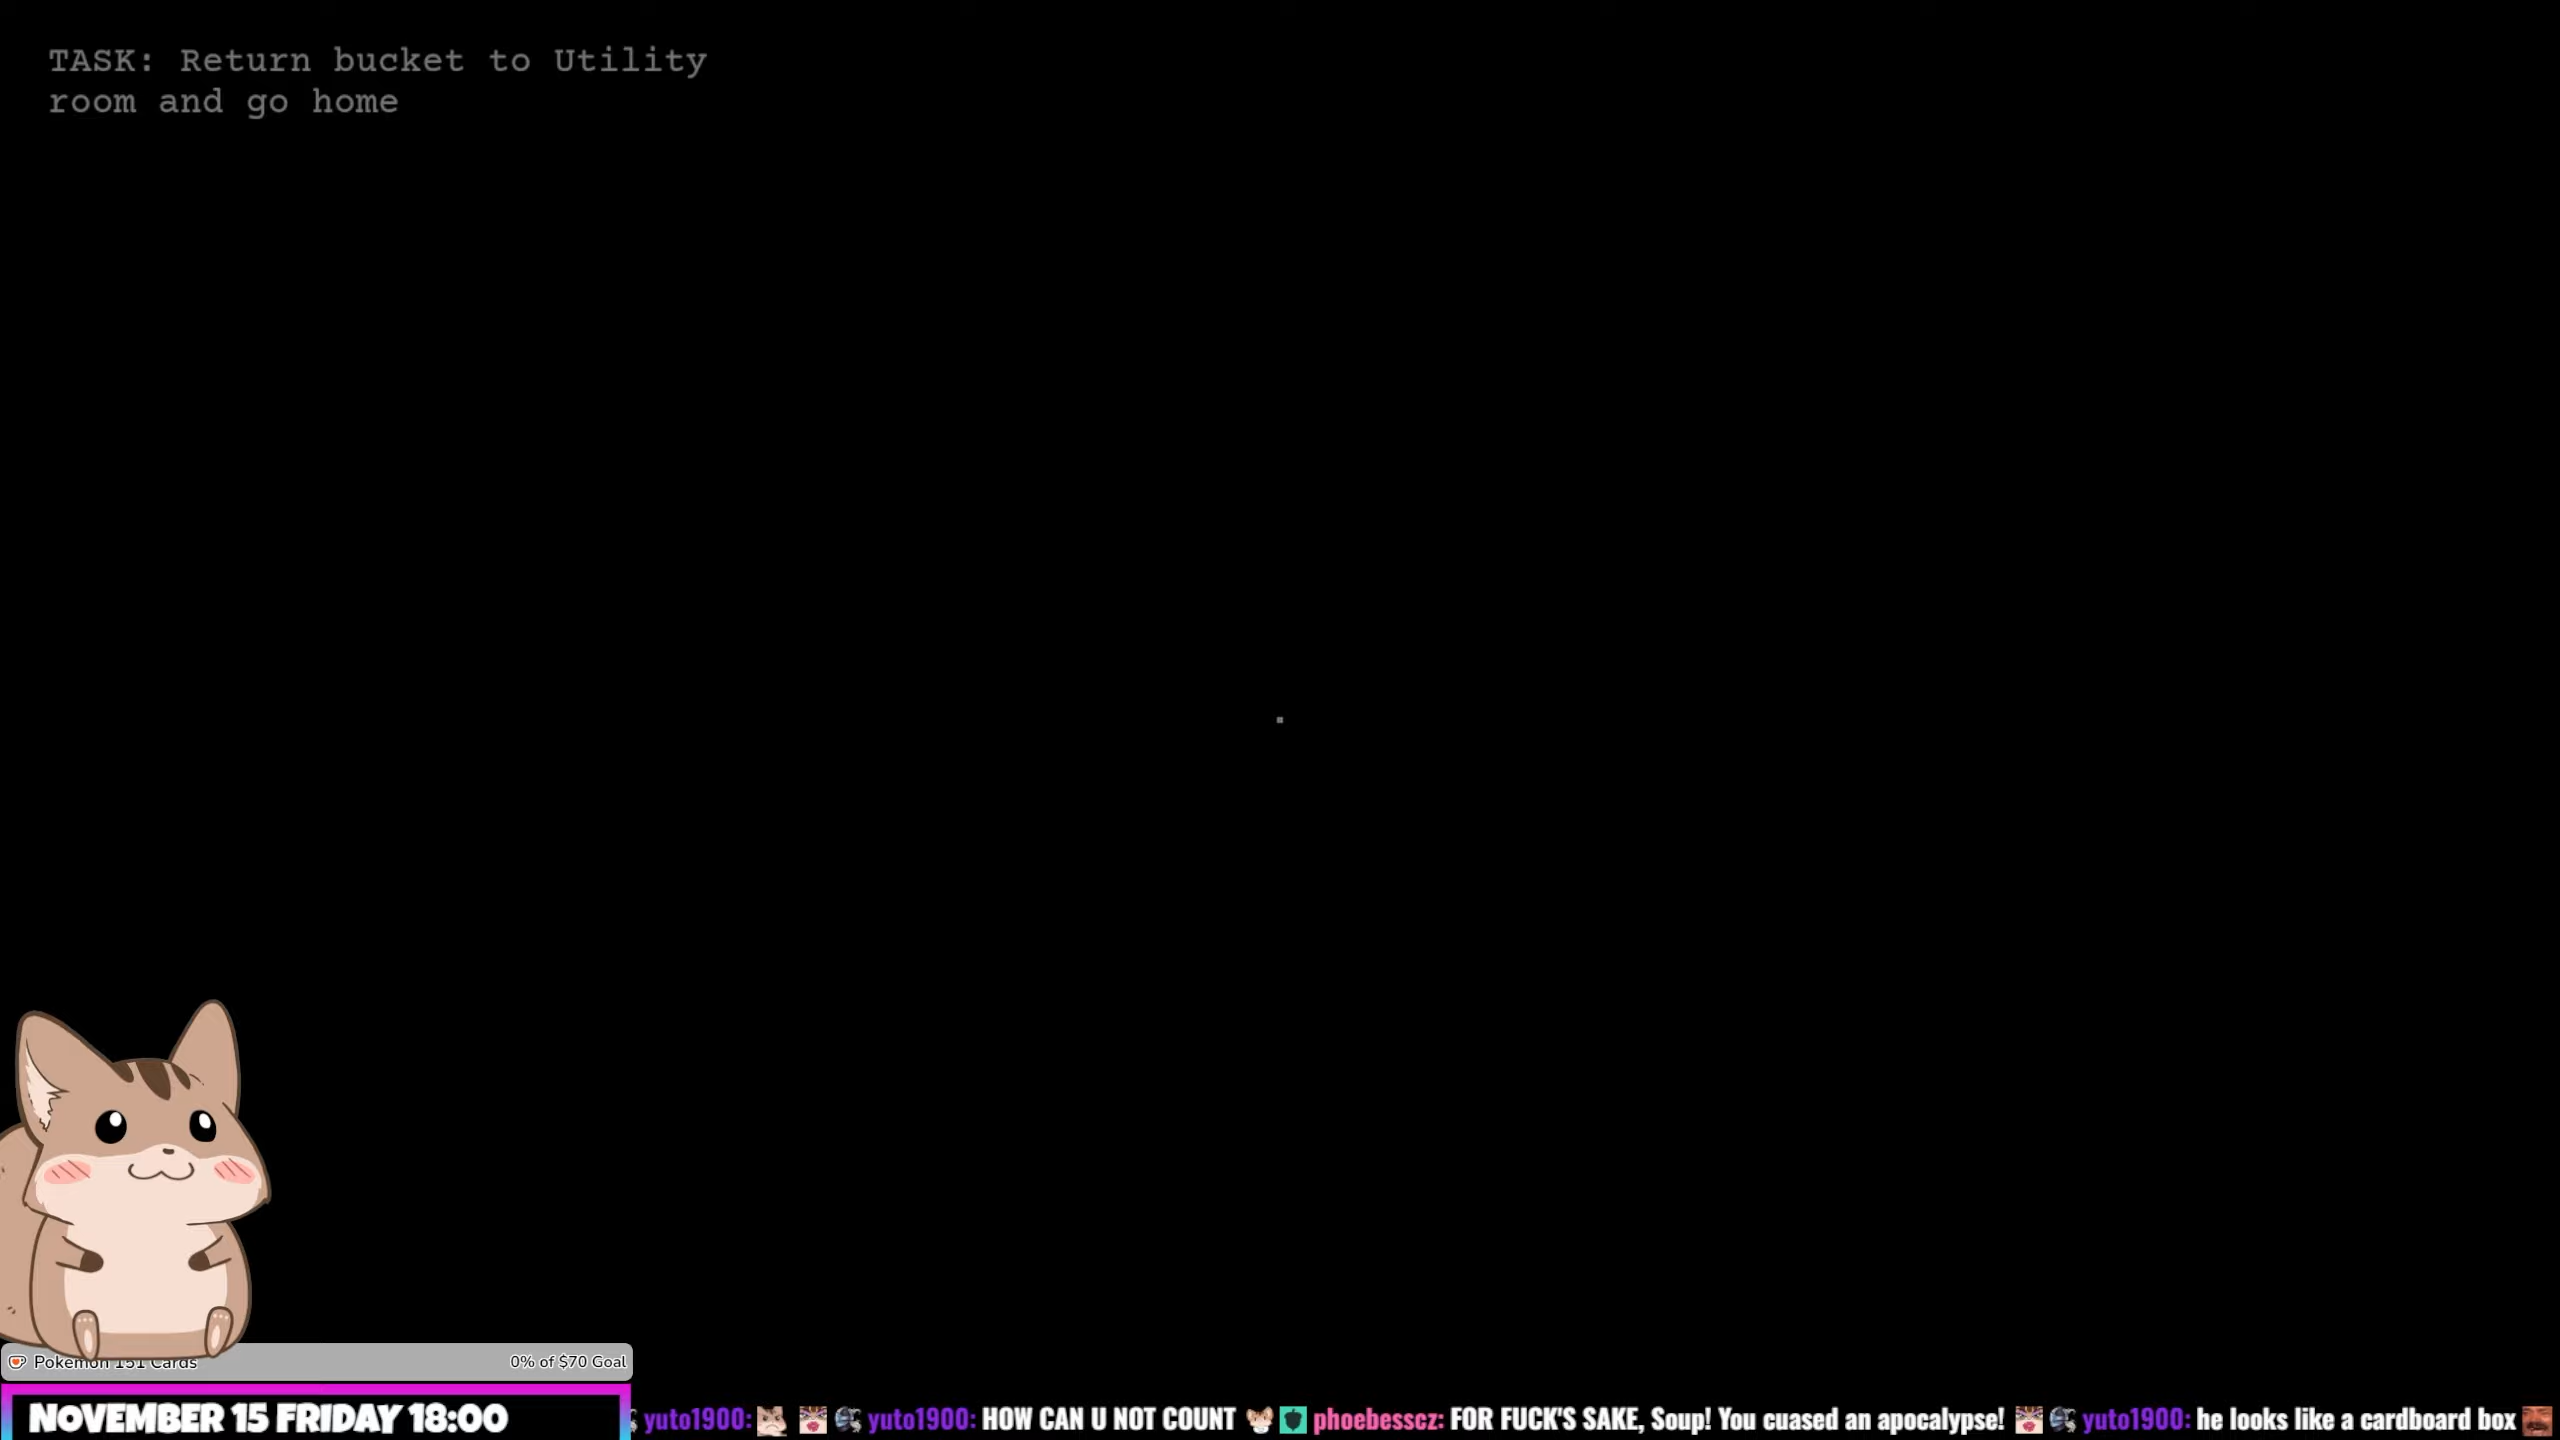 TASK: Return bucket to Utility
room and go home
Pokemon 151 Cards 0% of $70 Goal
NOVEMBER 15 FRIDAY 18:00
yuto1900: yuto1900: HOW CAN U NOT COUNT phoebesscz: FOR FUCK'S SAKE, Soup! You cuased an apocalypse! yuto1900: he looks like a cardboard box